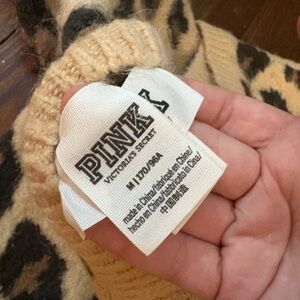 PINK
VICTORIA'S SECRET
M 170/96A
made in China/fabriqué en Chine/
hecho en China/fabricado in Cina/
中国制造